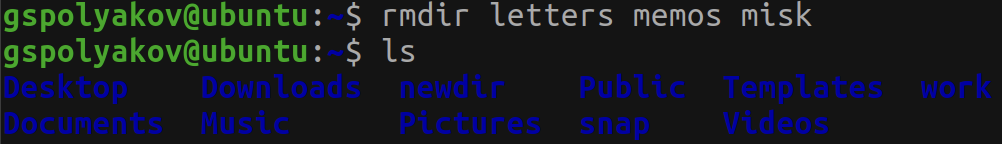 gspolyakov@ubuntu:~$ rmdir letters memos misk
gspolyakov@ubuntu:~$ ls
Desktop Downloads newdir Public Templates work
Documents Music Pictures snap Videos